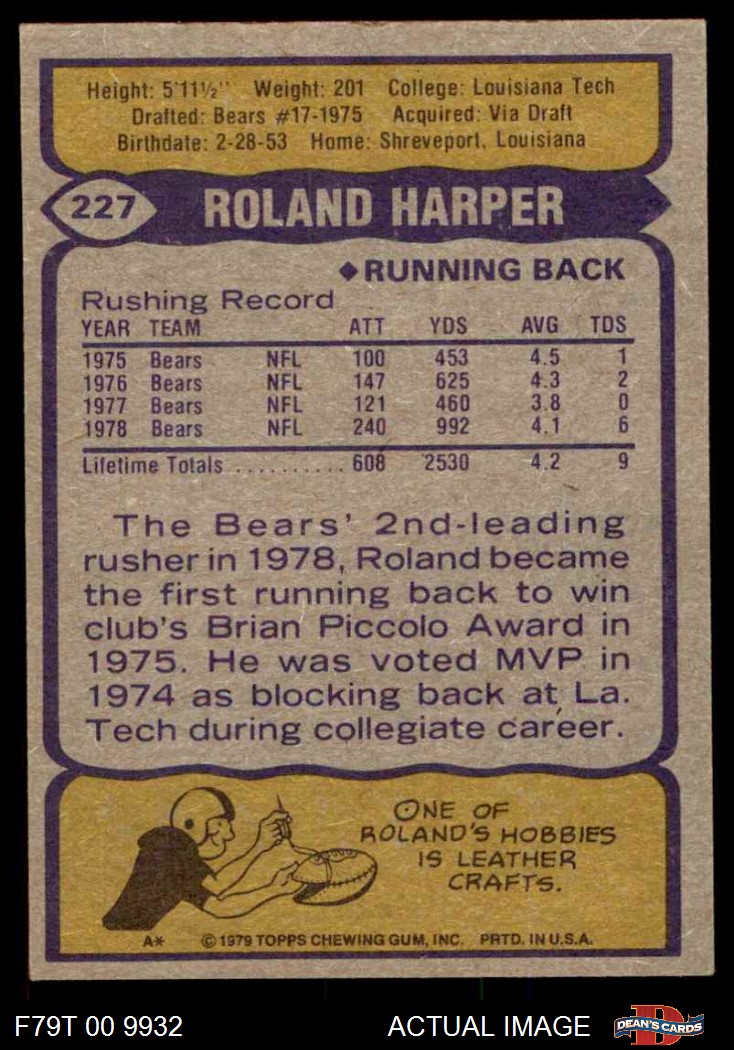 Height: 5'11½" Weight: 201 College: Louisiana Tech
Drafted: Bears #17-1975 Acquired: Via Draft
Birthdate: 2-28-53 Home: Shreveport, Louisiana
227 ROLAND HARPER
♦RUNNING BACK
Rushing Record
YEAR TEAM ATT YDS AVG TDS
1975 Bears NFL 100 453 4.5 1
1976 Bears NFL 147 625 4.3 2
1977 Bears NFL 121 460 3.8 0
1978 Bears NFL 240 992 4.1 6
Lifetime Totals .......... 608 2530 4.2 9
The Bears' 2nd-leading
rusher in 1978, Roland became
the first running back to win
club's Brian Piccolo Award in
1975. He was voted MVP in
1974 as blocking back at La.
Tech during collegiate career.
ONE OF
ROLAND'S HOBBIES
IS LEATHER
CRAFTS.
A* © 1979 TOPPS CHEWING GUM, INC. PRTD. IN U.S.A.
F79T 00 9932 ACTUAL IMAGE D DEAN'S CARDS